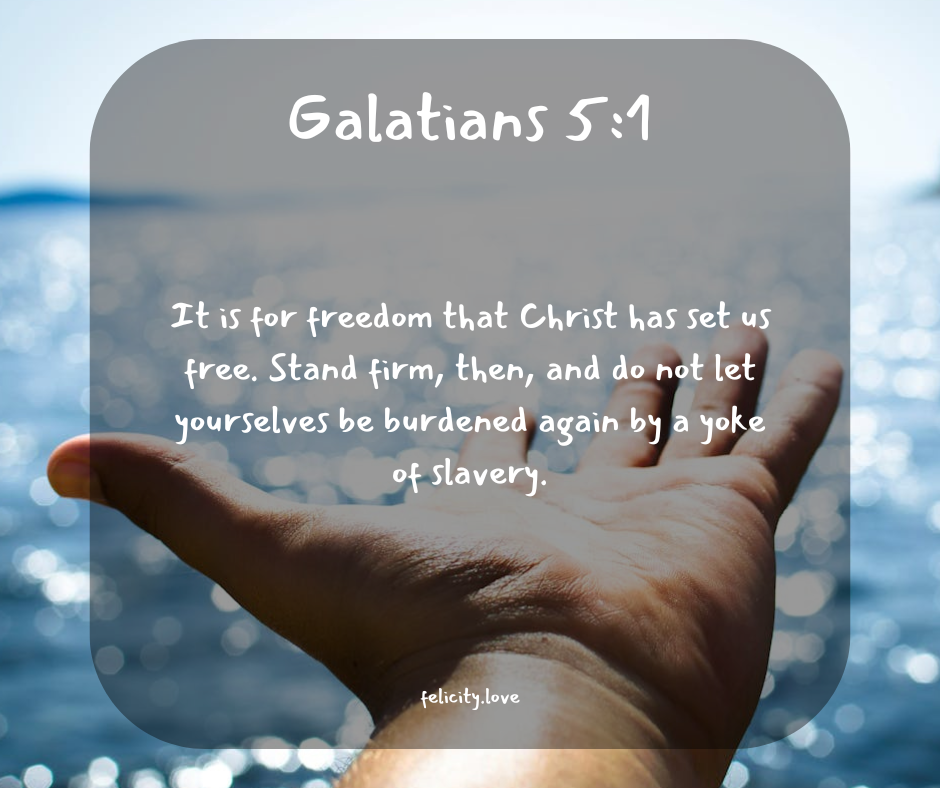 Galatians 5:1
It is for freedom that Christ has set us
free. Stand firm, then, and do not let
yourselves be burdened again by a yoke
of slavery.
felicity.love